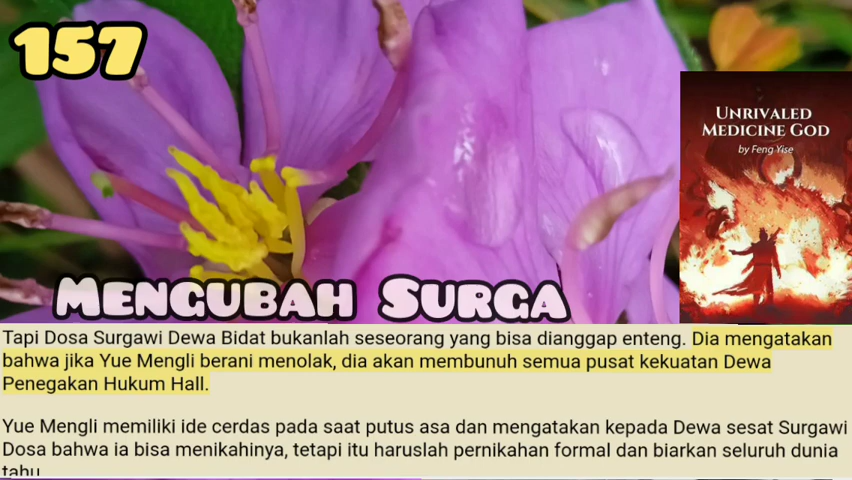 157
UNRIVALED
MEDICINE GOD
by Feng Yise
MENGUBAH SURGA
Tapi Dosa Surgawi Dewa Bidat bukanlah seseorang yang bisa dianggap enteng. Dia mengatakan
bahwa jika Yue Mengli berani menolak, dia akan membunuh semua pusat kekuatan Dewa
Penegakan Hukum Hall.
Yue Mengli memiliki ide cerdas pada saat putus asa dan mengatakan kepada Dewa sesat Surgawi
Dosa bahwa ia bisa menikahinya, tetapi itu haruslah pernikahan formal dan biarkan seluruh dunia
tahu